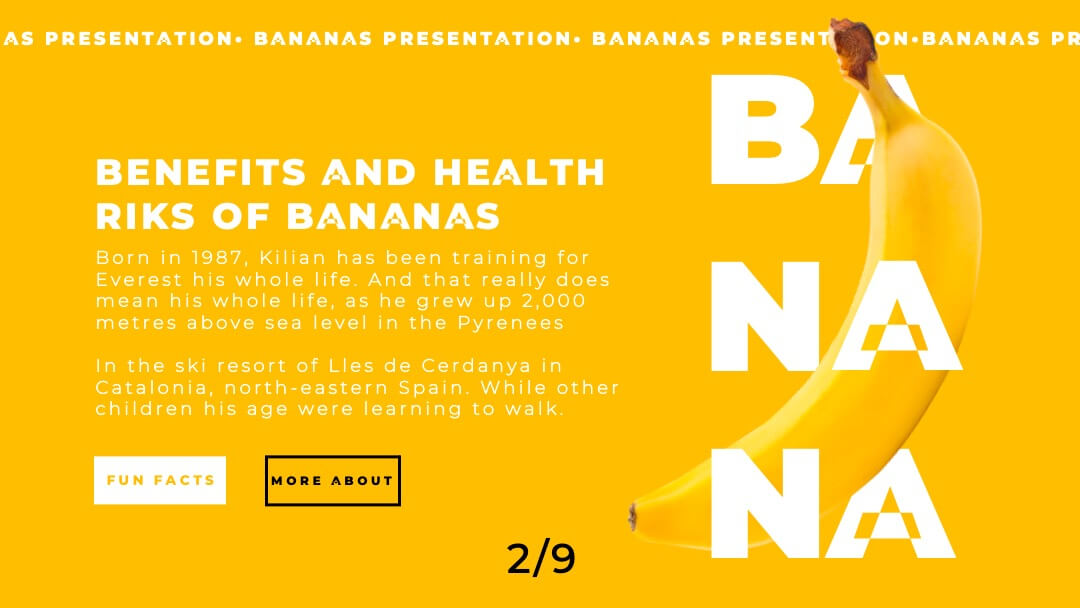 AS PRESENTATION• BANANAS PRESENTATION• BANANAS PRESENT ON•BANANAS PR
BENEFITS AND HEALTH
RIKS OF BANANAS
Born in 1987, Kilian has been training for
Everest his whole life. And that really does
mean his whole life, as he grew up 2,000
metres above sea level in the Pyrenees
In the ski resort of Lles de Cerdanya in
Catalonia, north-eastern Spain. While other
children his age were learning to walk.
FUN FACTS
MORE ABOUT
2/9
BA
NA
NA